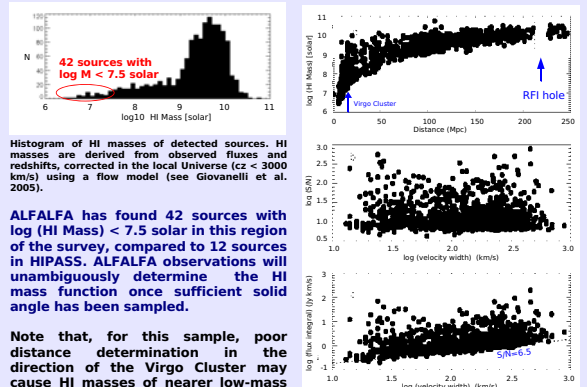 120
100
80
60
40
20
0
N
42 sources with
log M < 7.5 solar
6 7 8 9 10 11
log10 HI Mass [solar]
Histogram of HI masses of detected sources. HI
masses are derived from observed fluxes and
redshifts, corrected in the local Universe (cz < 3000
km/s) using a flow model (see Giovanelli et al.
2005).
ALFALFA has found 42 sources with
log (HI Mass) < 7.5 solar in this region
of the survey, compared to 12 sources
in HIPASS. ALFALFA observations will
unambiguously determine the HI
mass function once sufficient solid
angle has been sampled.
Note that, for this sample, poor
distance determination in the
direction of the Virgo Cluster may
cause HI masses of nearer low-mass
11
10
9
8
7
6
log (HI Mass) [solar]
Virgo Cluster
RFI hole
0 50 100 150 200 250
Distance (Mpc)
3.0
2.5
2.0
1.5
1.0
0.5
log (S/N)
1.0 1.5 2.0 2.5 3.0
log (velocity width) (km/s)
3
2
1
0
-1
log (flux integral) (Jy km/s)
S/N=6.5
1.0 1.5 2.0 2.5 3.0
log (velocity width) (km/s)